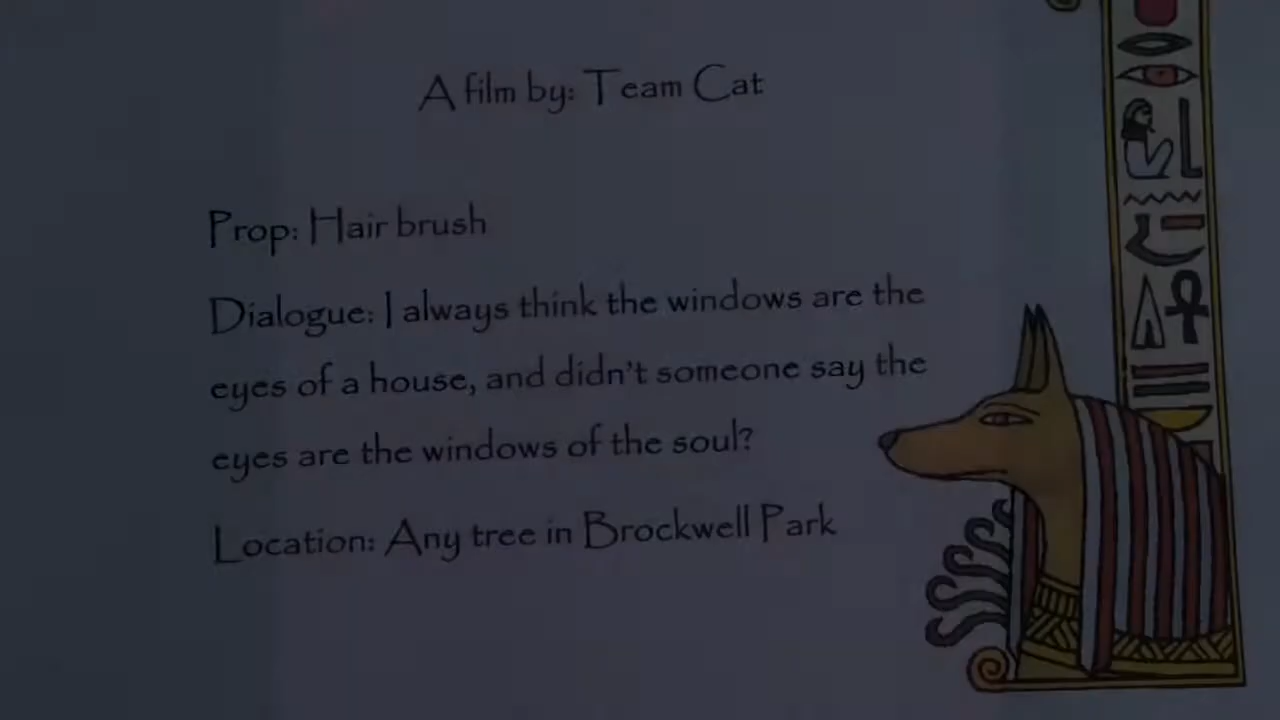 A film by: Team Cat
Prop: Hair brush
Dialogue: I always think the windows are the
eyes of a house, and didn't someone say the
eyes are the windows of the soul?
Location: Any tree in Brockwell Park